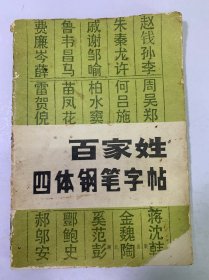 赵钱孙李 周吴郑
朱秦尤许 何吕施
戚谢邹喻 柏水窦
鲁韦昌马 苗凤花
费廉岑薛 雷贺倪
百家姓
四体钢笔字帖
蒋沈韩
金魏陶
奚范彭
鲍史
郝邬安